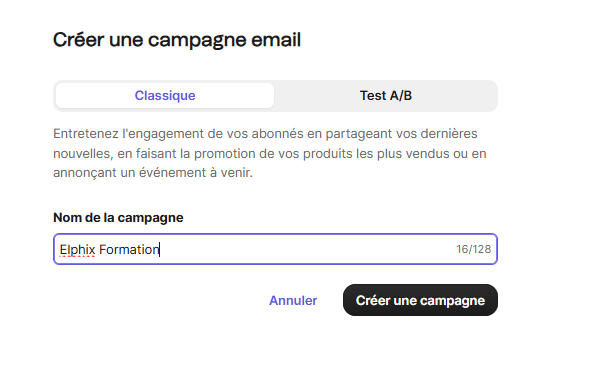 Créer une campagne email
Classique
Test A/B
Entretenez l'engagement de vos abonnés en partageant vos dernières
nouvelles, en faisant la promotion de vos produits les plus vendus ou en
annonçant un événement à venir.
Nom de la campagne
Elphix Formation
16/128
Annuler
Créer une campagne